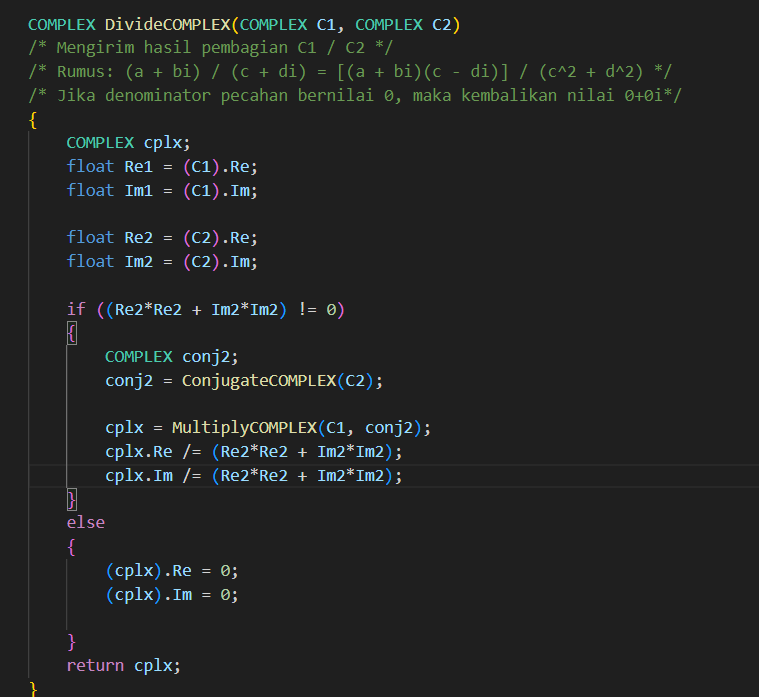 COMPLEX DivideCOMPLEX(COMPLEX C1, COMPLEX C2)
/* Mengirim hasil pembagian C1 / C2 */
/* Rumus: (a + bi) / (c + di) = [(a + bi)(c - di)] / (c^2 + d^2) */
/* Jika denominator pecahan bernilai 0, maka kembalikan nilai 0+0i*/
{
    COMPLEX cplx;
    float Re1 = (C1).Re;
    float Im1 = (C1).Im;

    float Re2 = (C2).Re;
    float Im2 = (C2).Im;

    if ((Re2*Re2 + Im2*Im2) != 0)
    {
        COMPLEX conj2;
        conj2 = ConjugateCOMPLEX(C2);

        cplx = MultiplyCOMPLEX(C1, conj2);
        cplx.Re /= (Re2*Re2 + Im2*Im2);
        cplx.Im /= (Re2*Re2 + Im2*Im2);
    }
    else
    {
        (cplx).Re = 0;
        (cplx).Im = 0;

    }
    return cplx;
}